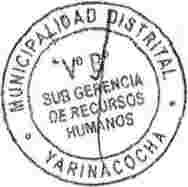 MUNICIPALIDAD DISTRITAL
"V° B°
SUB GERENCIA
DE RECURSOS
HUMANOS
* YARINACOCHA *